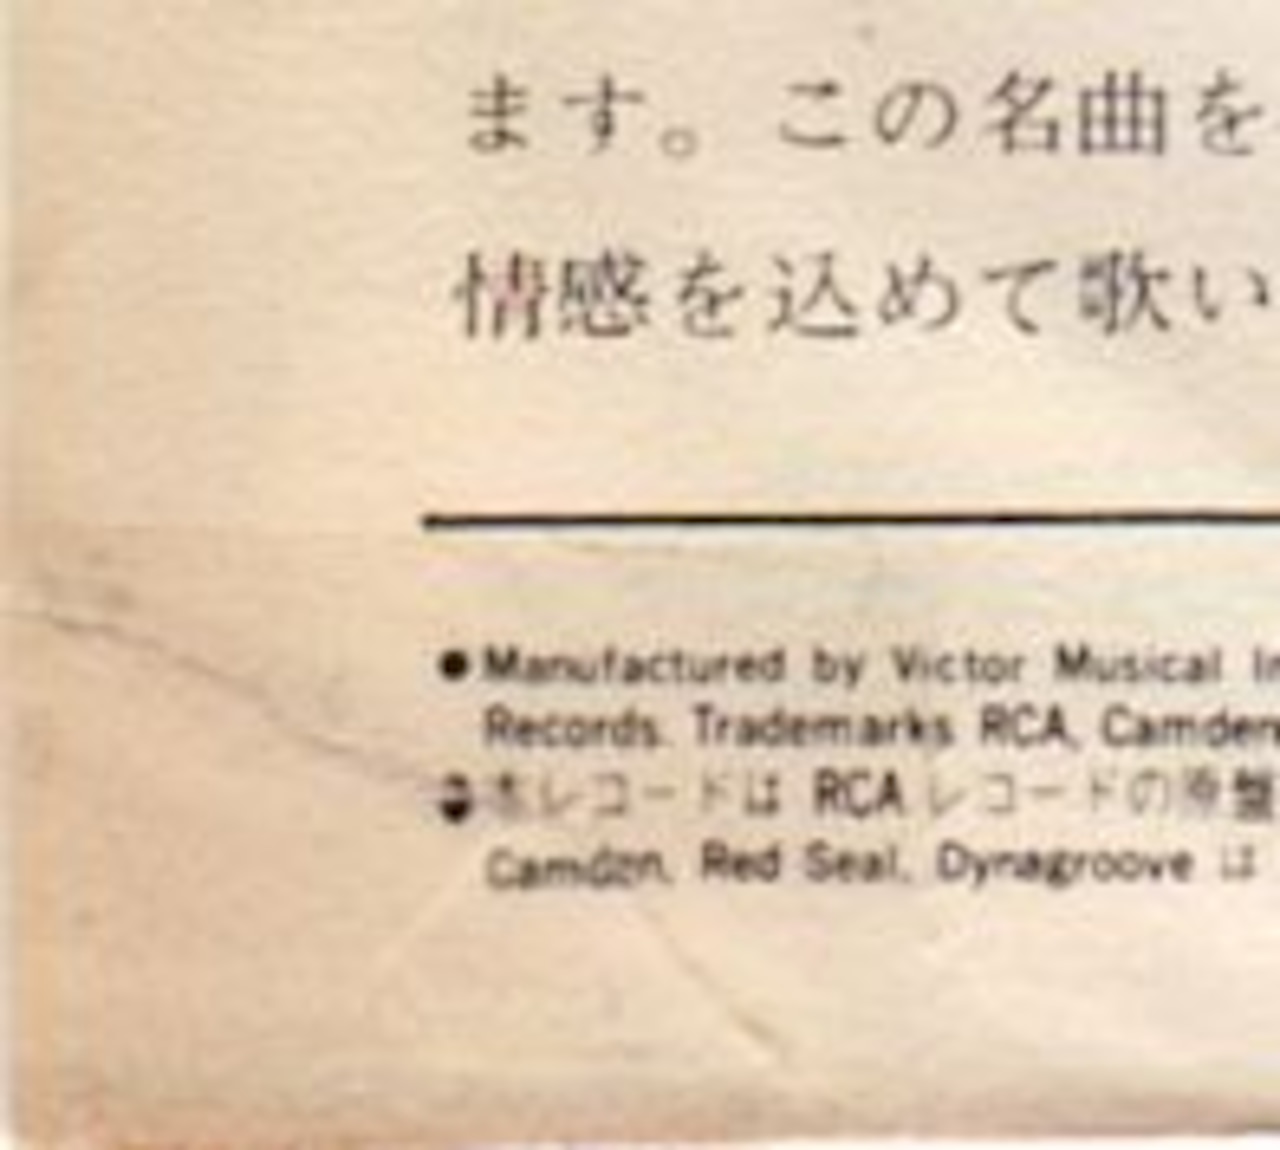 ます。この名曲を
情感を込めて歌い
●Manufactured by Victor Musical In
Records. Trademarks RCA, Camden
●本レコードは RCA レコードの原盤
Camden, Red Seal, Dynagroove は